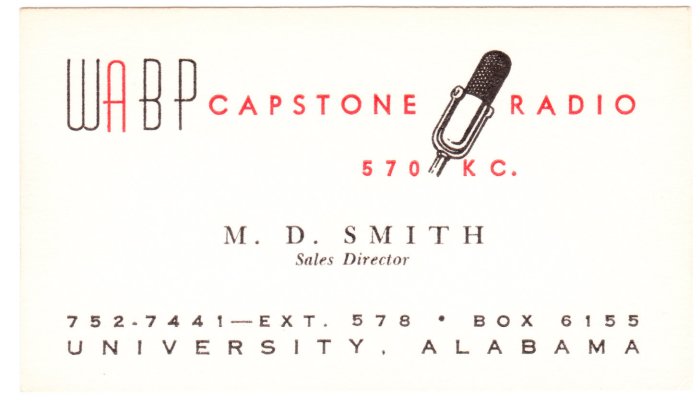 WABP CAPSTONE RADIO
570 KC.
M. D. SMITH
Sales Director
752-7441—EXT. 578 • BOX 6155
UNIVERSITY, ALABAMA